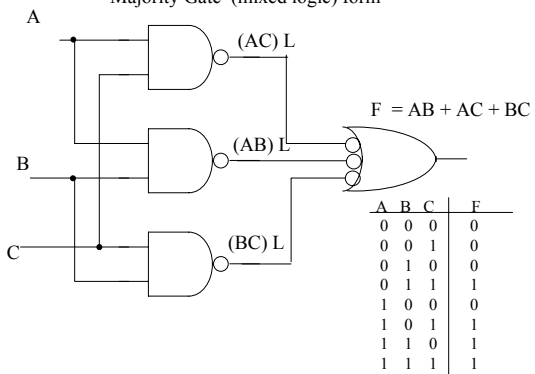 Majority Gate (mixed logic) form
A
(AC) L
F = AB + AC + BC
(AB) L
B
(BC) L
C
A B C F
0 0 0 0
0 0 1 0
0 1 0 0
0 1 1 1
1 0 0 0
1 0 1 1
1 1 0 1
1 1 1 1